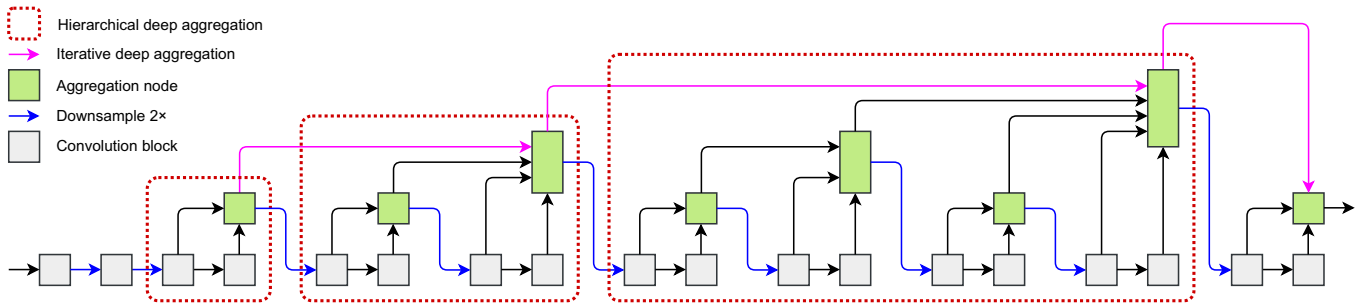 Hierarchical deep aggregation
Iterative deep aggregation
Aggregation node
Downsample 2×
Convolution block